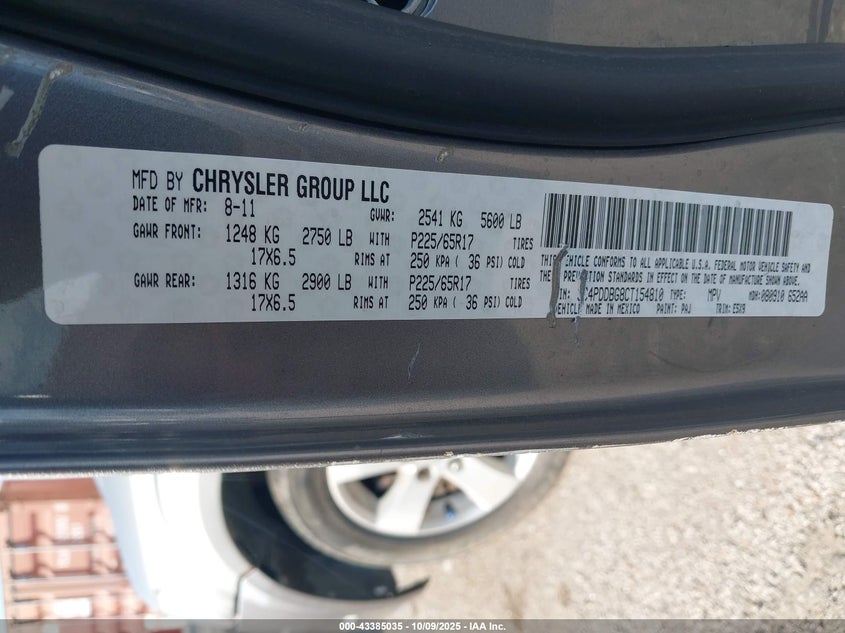 MFD BY CHRYSLER GROUP LLC
DATE OF MFR: 8-11 GVWR: 2541 KG 5600 LB
GAWR FRONT: 1248 KG 2750 LB WITH P225/65R17 TIRES
17X6.5 RIMS AT 250 KPA ( 36 PSI) COLD
GAWR REAR: 1316 KG 2900 LB WITH P225/65R17 TIRES
17X6.5 RIMS AT 250 KPA ( 36 PSI) COLD
THIS VEHICLE CONFORMS TO ALL APPLICABLE U.S.A. FEDERAL MOTOR VEHICLE SAFETY AND
THEFT PREVENTION STANDARDS IN EFFECT ON THE DATE OF MANUFACTURE SHOWN ABOVE.
4PDDBG8CT154810 TYPE: MPV MDH: 080910 652AA
VEHICLE MADE IN MEXICO PAINT: PAJ TRIM: E5X9
000-43385035 - 10/09/2025 - IAA Inc.